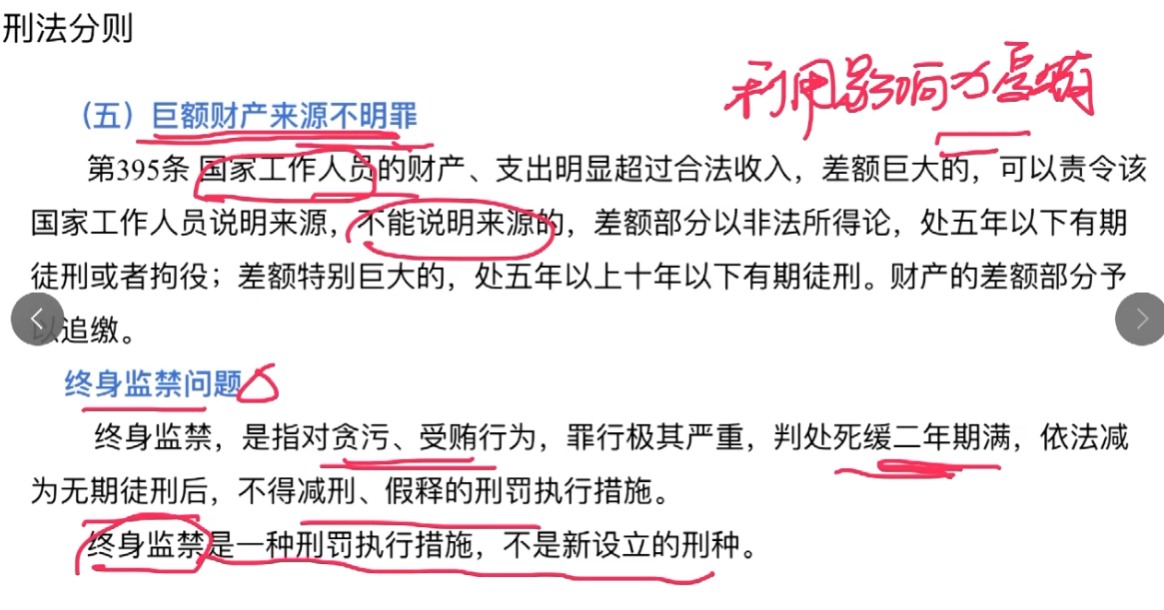 刑法分则
利用影响力受贿
（五）巨额财产来源不明罪
第395条 国家工作人员的财产、支出明显超过合法收入，差额巨大的，可以责令该
国家工作人员说明来源，不能说明来源的，差额部分以非法所得论，处五年以下有期
徒刑或者拘役；差额特别巨大的，处五年以上十年以下有期徒刑。财产的差额部分予
以追缴。
终身监禁问题
终身监禁，是指对贪污、受贿行为，罪行极其严重，判处死缓二年期满，依法减
为无期徒刑后，不得减刑、假释的刑罚执行措施。
终身监禁是一种刑罚执行措施，不是新设立的刑种。